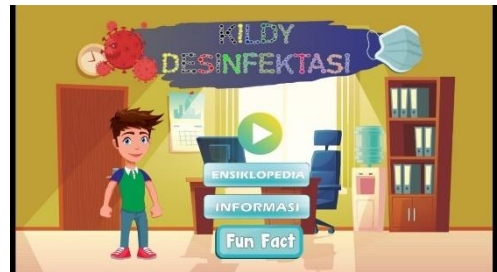 KILDY
DESINFEKTASI
ENSIKLOPEDIA
INFORMASI
Fun Fact